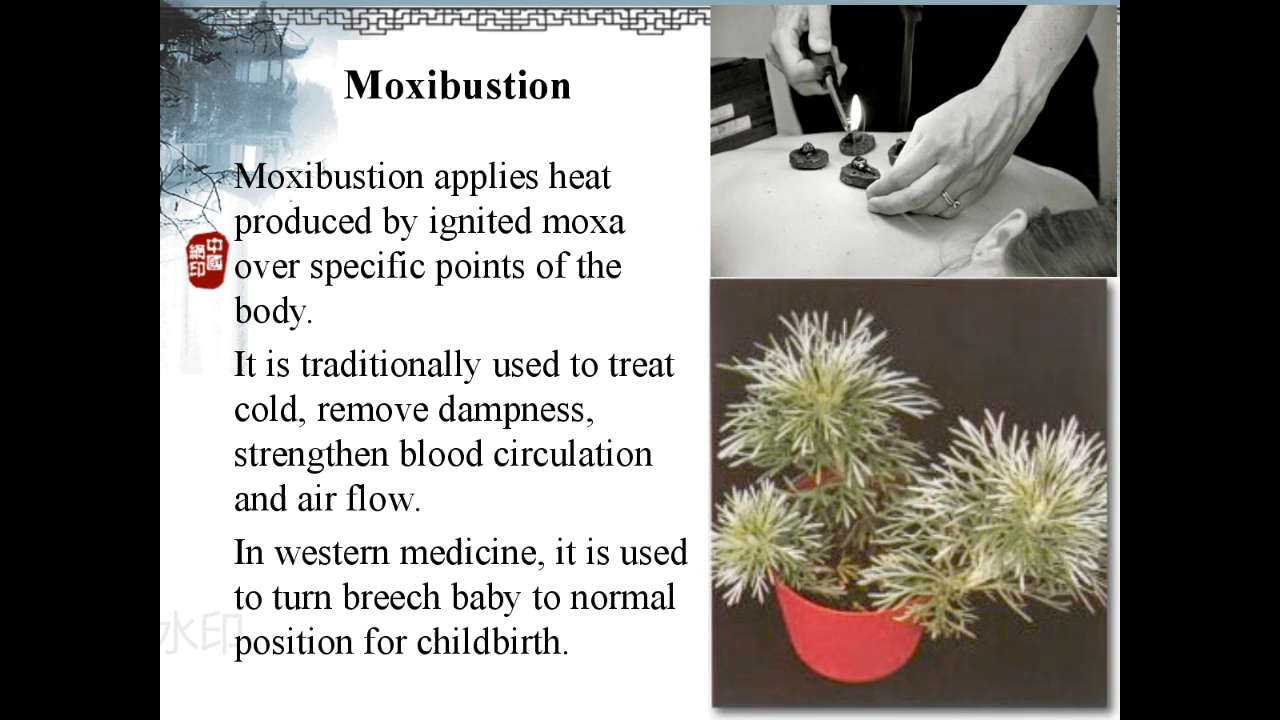 Moxibustion
Moxibustion applies heat
produced by ignited moxa
over specific points of the
body.
It is traditionally used to treat
cold, remove dampness,
strengthen blood circulation
and air flow.
In western medicine, it is used
to turn breech baby to normal
position for childbirth.
中國
網印
水印